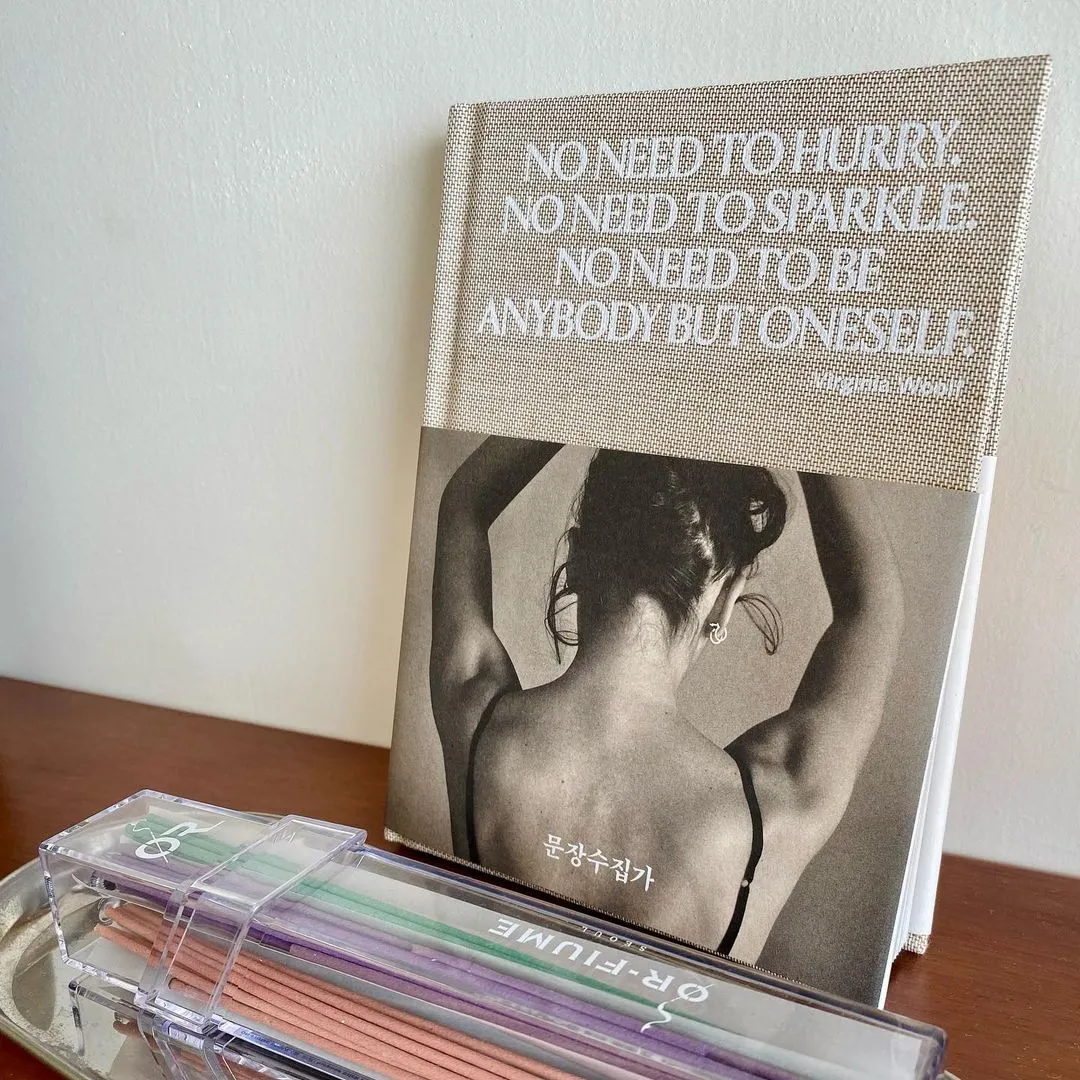 NO NEED TO HURRY.
NO NEED TO SPARKLE.
NO NEED TO BE
ANYBODY BUT ONESELF.
Virginia Woolf
문장수집가
ØR-FIUME
SEOUL